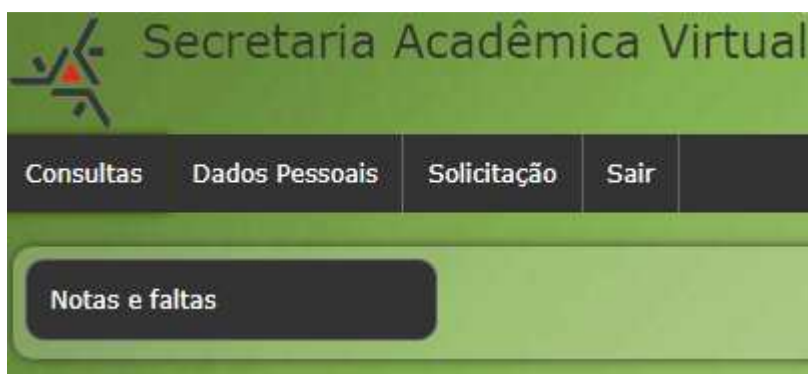 Secretaria Acadêmica Virtual
Consultas Dados Pessoais Solicitação Sair
Notas e faltas